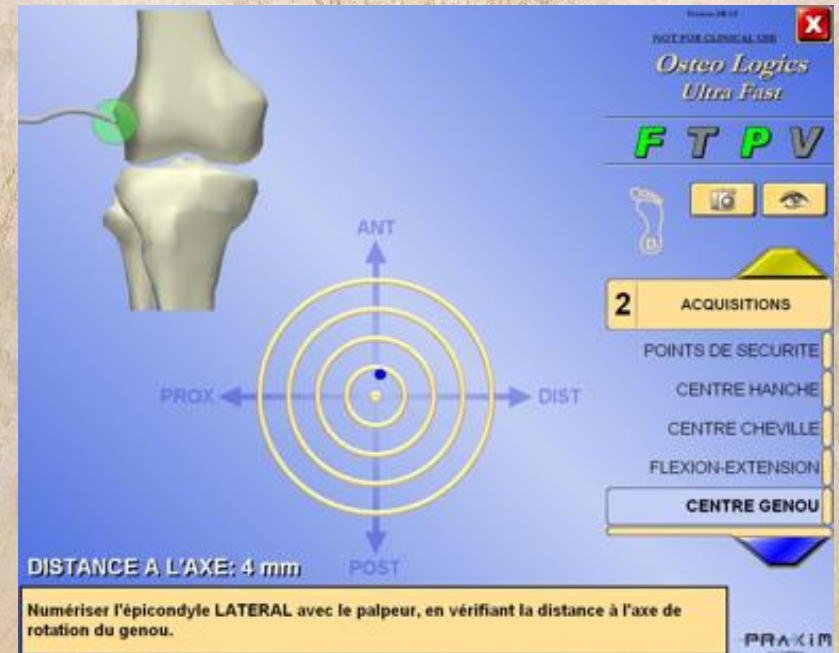 NOT FOR CLINICAL USE
Osteo Logics
Ultra Fast
F T P V
D
2 ACQUISITIONS
POINTS DE SECURITE
CENTRE HANCHE
CENTRE CHEVILLE
FLEXION-EXTENSION
CENTRE GENOU
ANT
PROX
DIST
POST
DISTANCE A L'AXE: 4 mm
Numériser l'épicondyle LATERAL avec le palpeur, en vérifiant la distance à l'axe de
rotation du genou.
PRAXIM